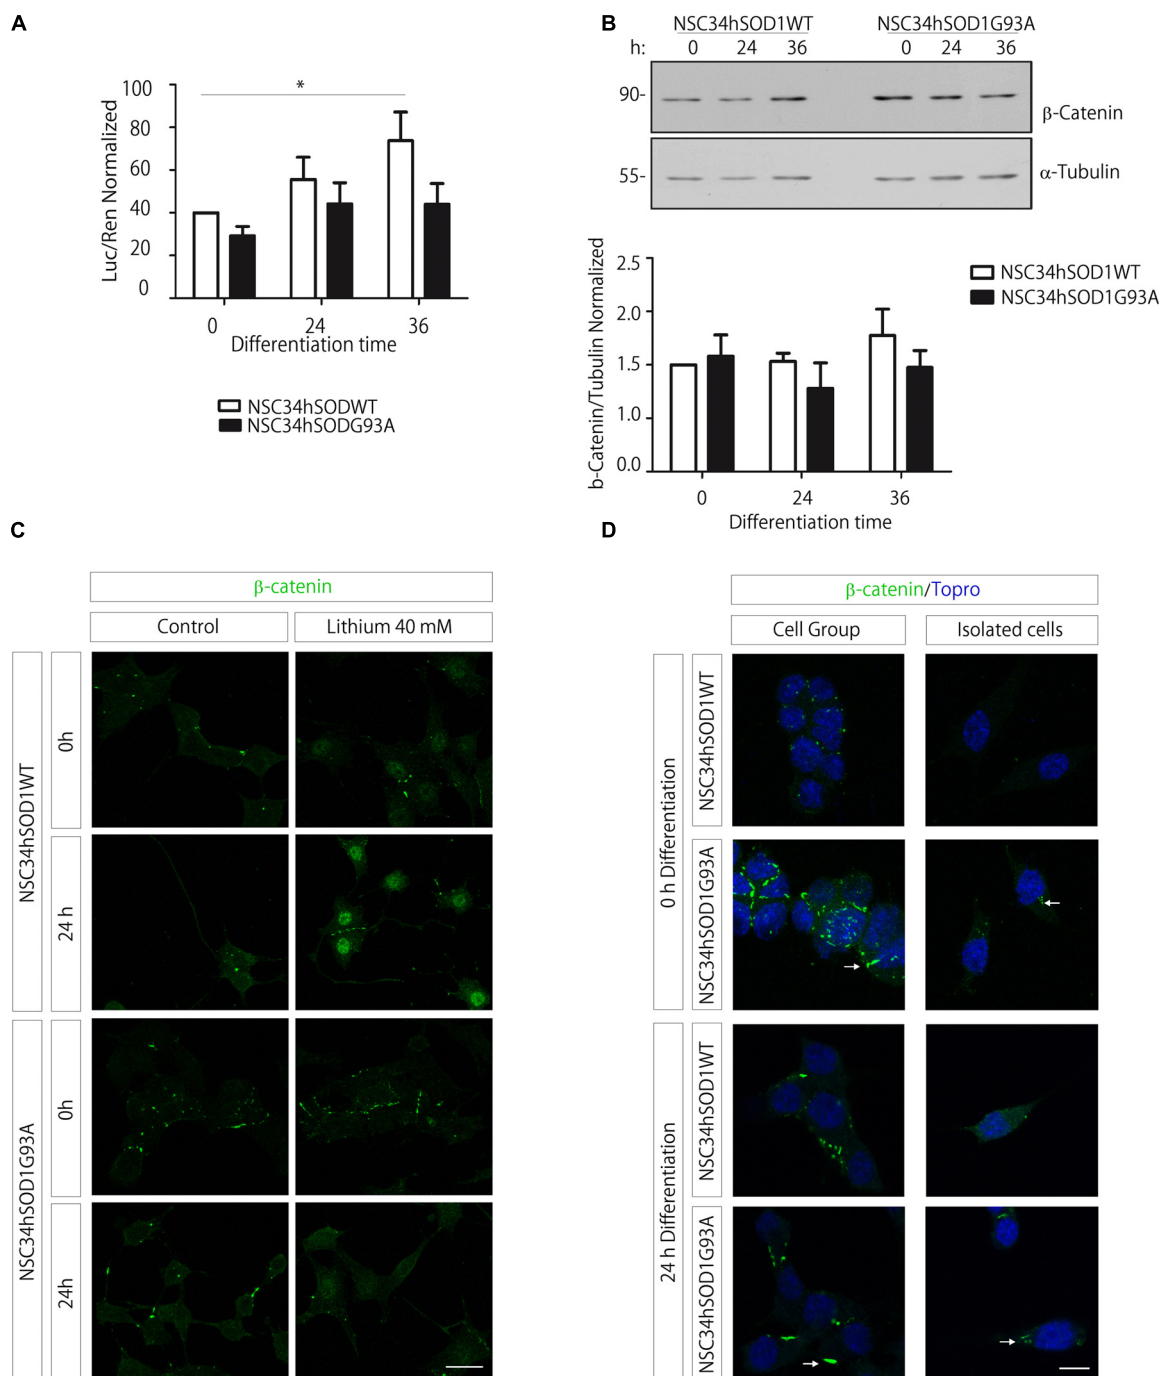 A
Luc/Ren Normalized
100
80
60
40
20
0
*
0 24 36
Differentiation time
NSC34hSODWT
NSC34hSODG93A
B
NSC34hSOD1WT NSC34hSOD1G93A
h: 0 24 36 0 24 36
90-
β-Catenin
55-
α-Tubulin
b-Catenin/Tubulin Normalized
2.5
2.0
1.5
1.0
0.0
0 24 36
Differentiation time
NSC34hSOD1WT
NSC34hSOD1G93A
C
β-catenin
Control Lithium 40 mM
NSC34hSOD1WT
0h
24 h
NSC34hSOD1G93A
0h
24h
D
β-catenin/Topro
Cell Group Isolated cells
0 h Differentiation
NSC34hSOD1WT
NSC34hSOD1G93A
24 h Differentiation
NSC34hSOD1WT
NSC34hSOD1G93A